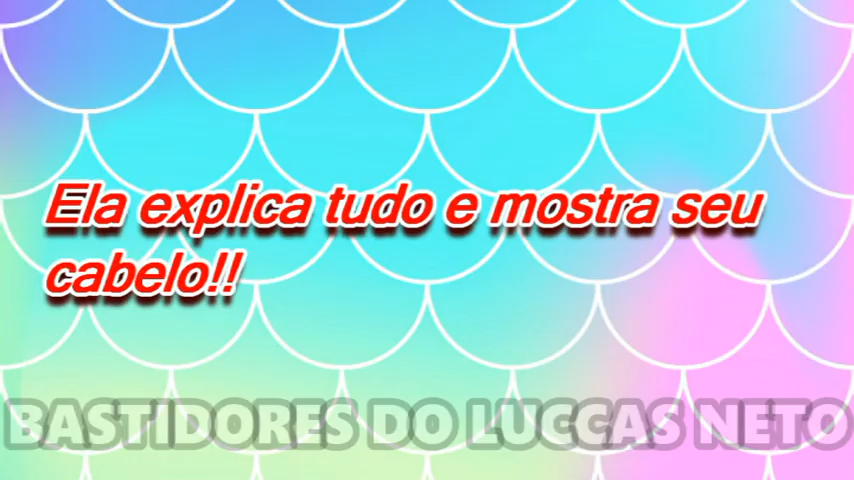 Ela explica tudo e mostra seu
cabelo!!
BASTIDORES DO LUCCAS NETO